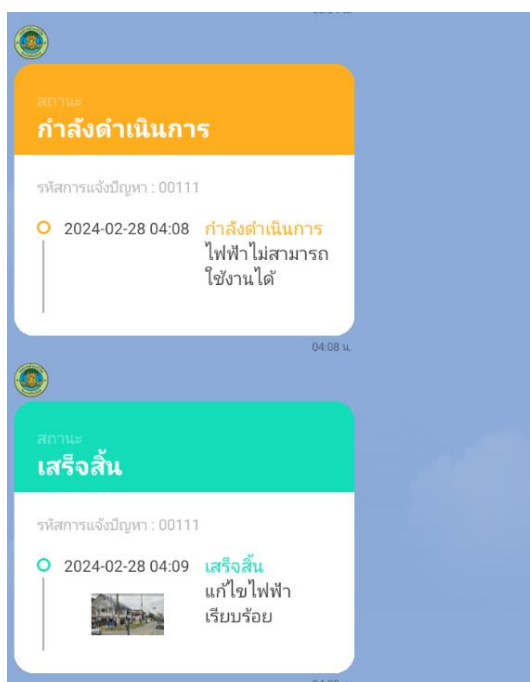 สถานะ
กำลังดำเนินการ
รหัสการแจ้งปัญหา : 00111
2024-02-28 04:08 กำลังดำเนินการ
ไฟฟ้าไม่สามารถ
ใช้งานได้
04:08 น.
สถานะ
เสร็จสิ้น
รหัสการแจ้งปัญหา : 00111
2024-02-28 04:09 เสร็จสิ้น
แก้ไขไฟฟ้า
เรียบร้อย